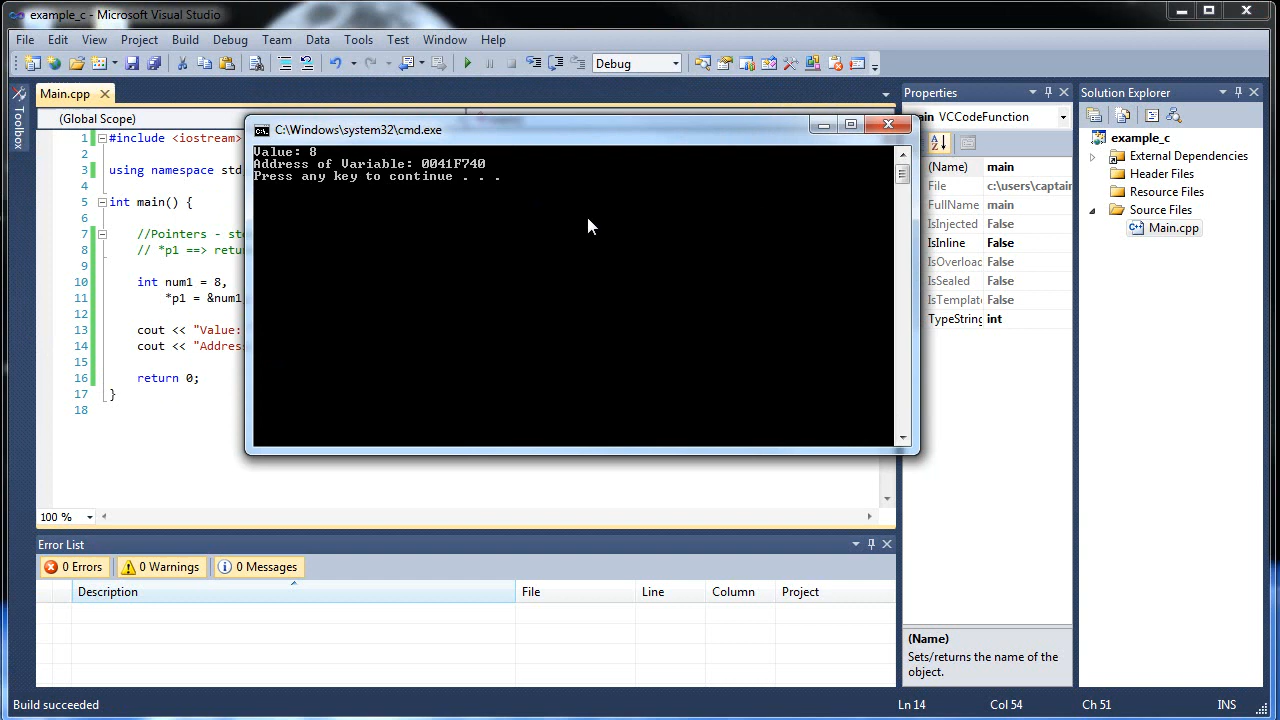 example_c - Microsoft Visual Studio
File Edit View Project Build Debug Team Data Tools Test Window Help
Debug
Main.cpp
(Global Scope)
Toolbox
1 #include <iostream>
2
3 using namespace std
4
5 int main() {
6
7 //Pointers -
8 // *p1 ==>
9
10 int num1 = 8,
11 *p1 = &num1
12
13 cout << "Value:
14 cout <<
15
16 return 0;
17 }
18
100 %
C:\Windows\system32\cmd.exe
Value: 8
Address of Variable: 0041F740
Press any key to continue . . .
Properties
main VCCodeFunction
(Name) main
File c:\users\captain
FullName main
IsInjected False
IsInline False
IsOverloa False
IsSealed False
IsTemplate False
TypeString int
(Name)
Sets/returns the name of the
object.
Solution Explorer
example_c
External Dependencies
Header Files
Resource Files
Source Files
Main.cpp
Error List
0 Errors 0 Warnings 0 Messages
Description File Line Column Project
Build succeeded Ln 14 Col 54 Ch 51 INS